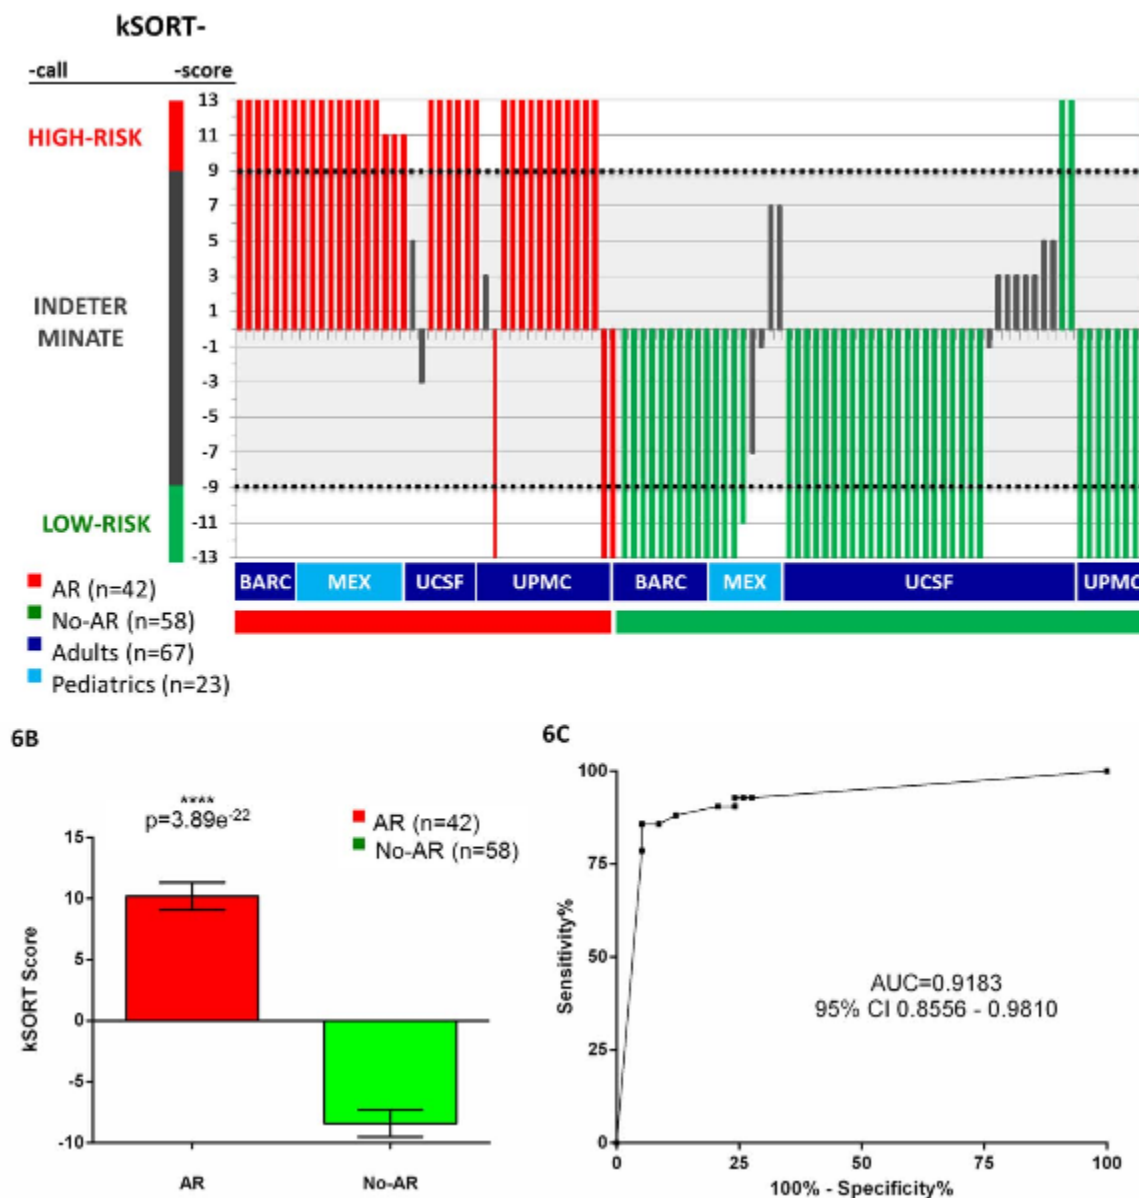 kSORT-
-call -score
HIGH-RISK
INDETER
MINATE
LOW-RISK
13
11
9
7
5
3
1
-1
-3
-5
-7
-9
-11
-13
BARC MEX UCSF UPMC BARC MEX UCSF UPMC
AR (n=42)
No-AR (n=58)
Adults (n=67)
Pediatrics (n=23)
6B
****
p=3.89e-22
AR (n=42)
No-AR (n=58)
kSORT Score
15
10
5
0
-5
-10
AR No-AR
6C
Sensitivity%
100
75
50
25
0
AUC=0.9183
95% CI 0.8556 - 0.9810
0 25 50 75 100
100% - Specificity%